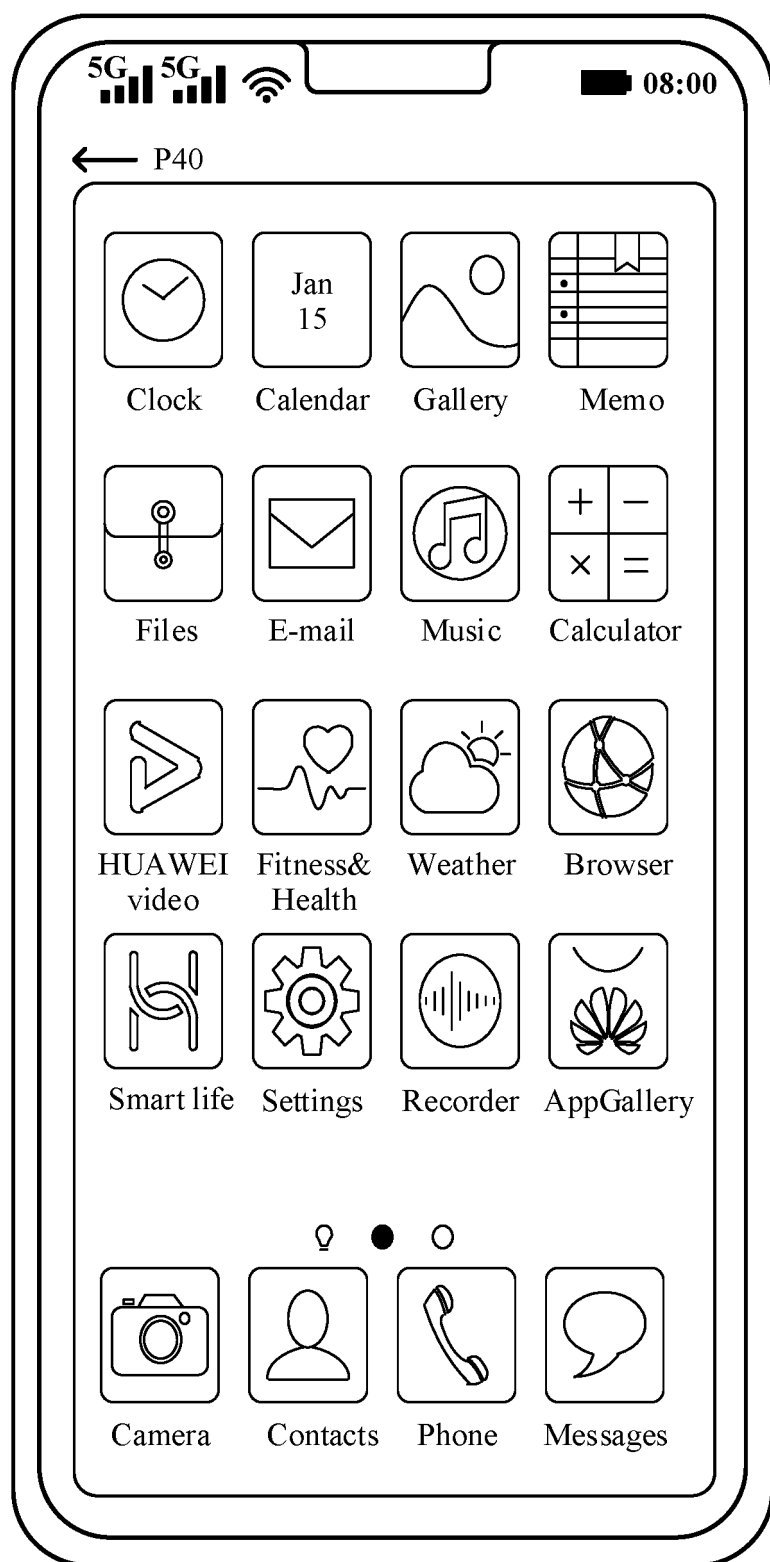 5G 5G 08:00
P40
Jan
15
Clock Calendar Gallery Memo
Files E-mail Music Calculator
HUAWEI Fitness& Weather Browser
video Health
Smart life Settings Recorder AppGallery
Camera Contacts Phone Messages